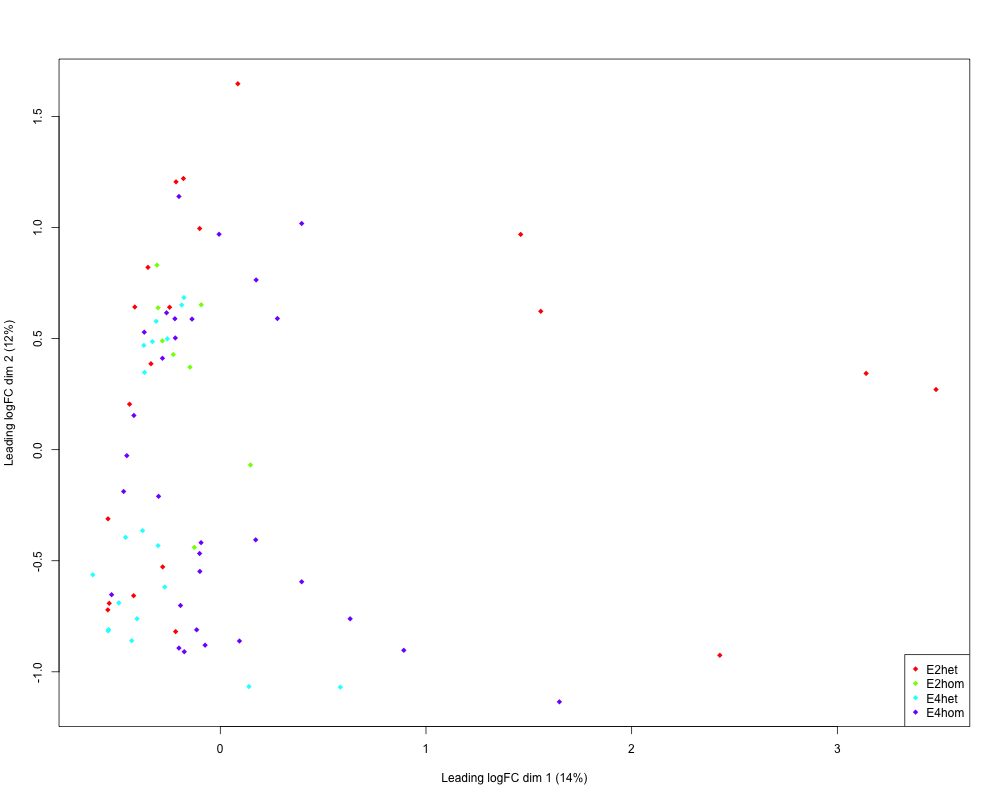 1.5
1.0
0.5
0.0
-0.5
-1.0
Leading logFC dim 2 (12%)
0 1 2 3
Leading logFC dim 1 (14%)
E2het
E2hom
E4het
E4hom